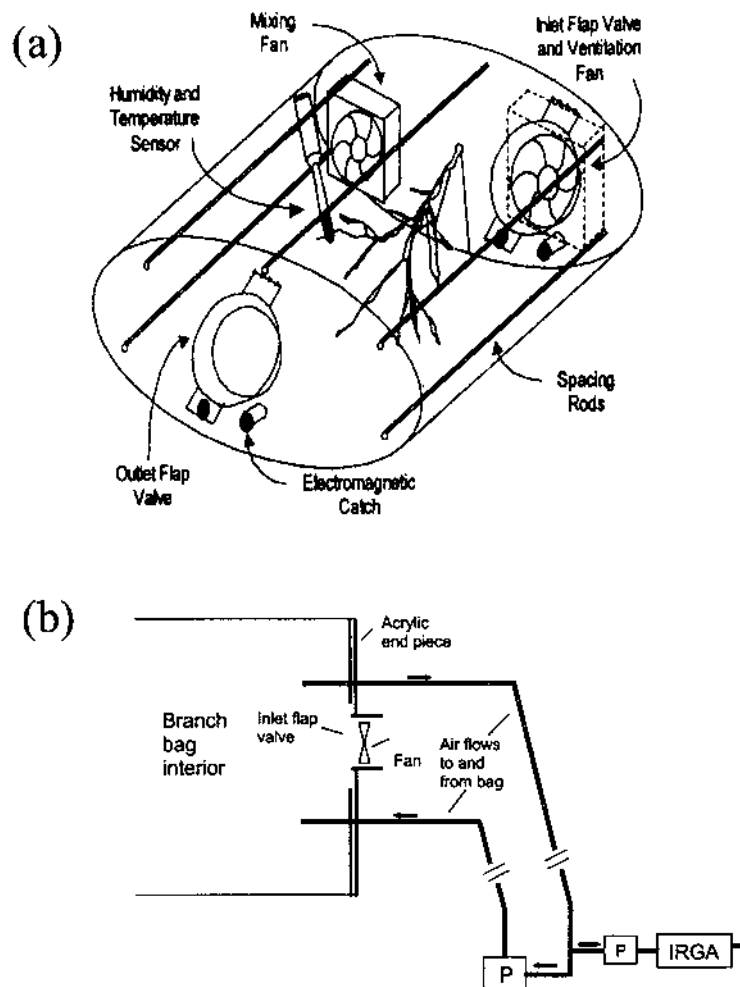 (a)
Mixing
Fan
Inlet Flap Valve
and Ventilation
Fan
Humidity and
Temperature
Sensor
Spacing
Rods
Outlet Flap
Valve
Electromagnetic
Catch
(b)
Acrylic
end piece
Branch
bag
interior
Inlet flap
valve
Fan
Air flows
to and
from bag
P
P
IRGA